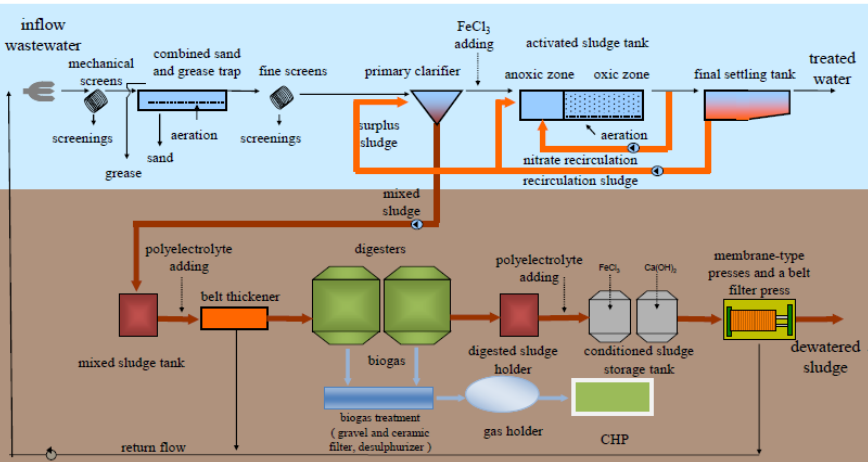 inflow
wastewater
mechanical
screens
combined sand
and grease trap
fine screens
primary clarifier
FeCl3
adding
activated sludge tank
anoxic zone
oxic zone
final settling tank
treated
water
screenings
grease
sand
aeration
screenings
surplus
sludge
aeration
nitrate recirculation
recirculation sludge
mixed
sludge
polyelectrolyte
adding
belt thickener
mixed sludge tank
digesters
biogas
biogas treatment
( gravel and ceramic
filter, desulphurizer )
gas holder
CHP
polyelectrolyte
adding
digested sludge
holder
FeCl3
Ca(OH)2
conditioned sludge
storage tank
membrane-type
presses and a belt
filter press
dewatered
sludge
return flow